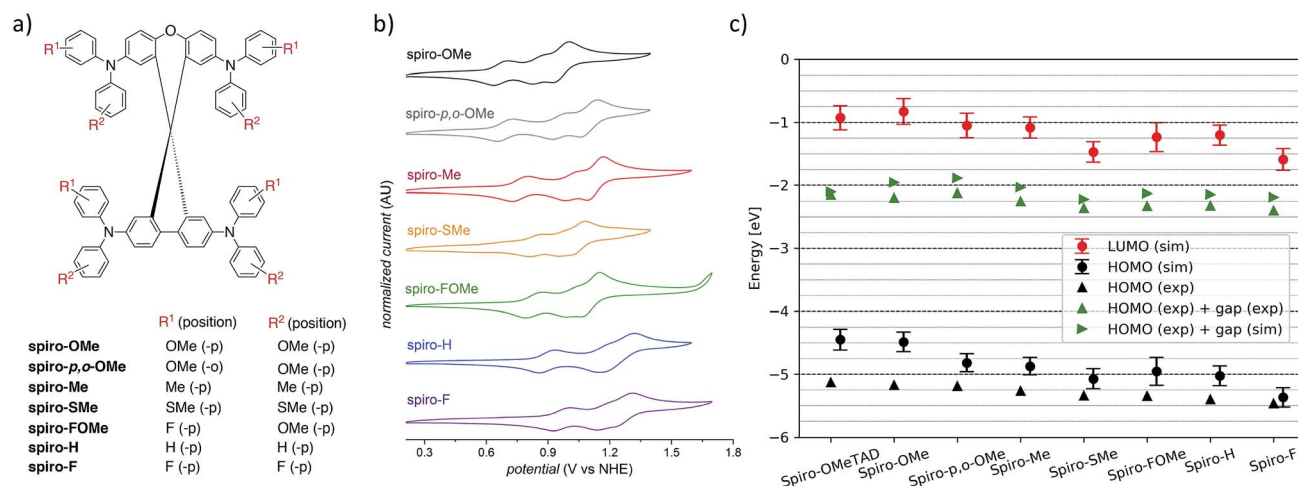 a)
R¹
O
R¹
N
N
R²
R²
R¹
R¹
N
N
R²
R²
R¹ (position) R² (position)
spiro-OMe OMe (-p) OMe (-p)
spiro-p,o-OMe OMe (-o) OMe (-p)
spiro-Me Me (-p) Me (-p)
spiro-SMe SMe (-p) SMe (-p)
spiro-FOMe F (-p) OMe (-p)
spiro-H H (-p) H (-p)
spiro-F F (-p) F (-p)
b)
normalized current (AU)
spiro-OMe
spiro-p,o-OMe
spiro-Me
spiro-SMe
spiro-FOMe
spiro-H
spiro-F
0.3 0.6 0.9 1.2 1.5 1.8
potential (V vs NHE)
c)
Energy [eV]
0
−1
−2
−3
−4
−5
−6
LUMO (sim)
HOMO (sim)
HOMO (exp)
HOMO (exp) + gap (exp)
HOMO (exp) + gap (sim)
Spiro-OMeTAD
Spiro-OMe
Spiro-p,o-OMe
Spiro-Me
Spiro-SMe
Spiro-FOMe
Spiro-H
Spiro-F